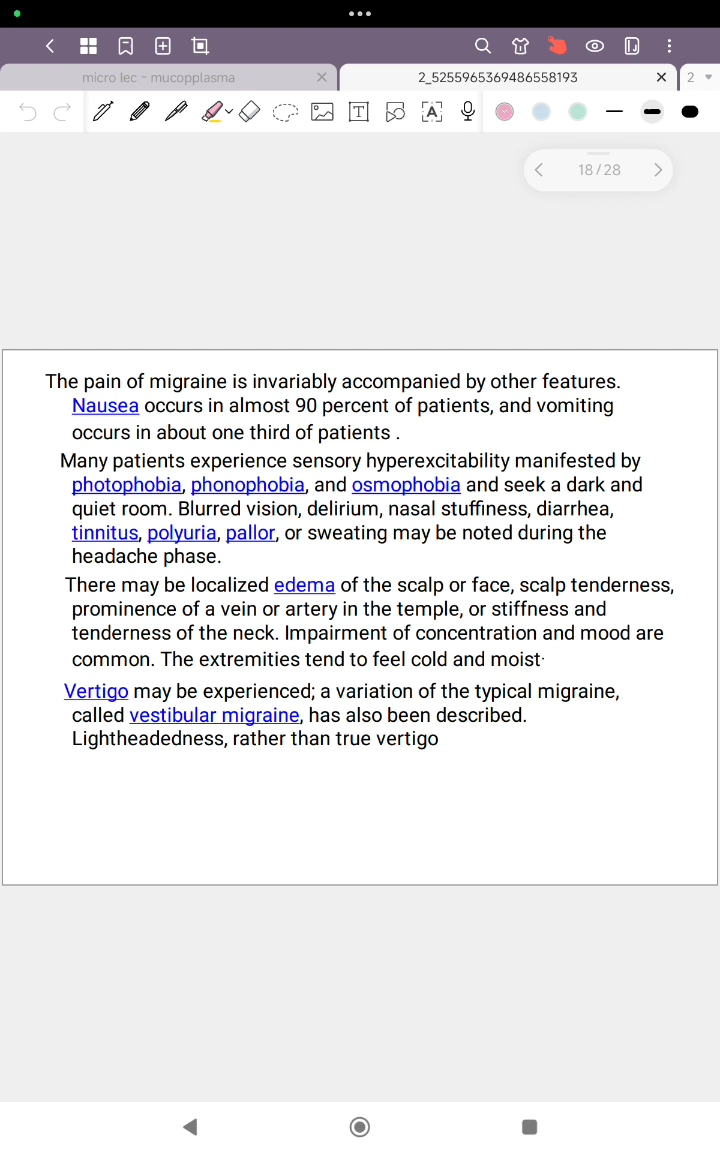 micro lec - mucopplasma
2_5255965369486558193
2
18/28
The pain of migraine is invariably accompanied by other features.
Nausea occurs in almost 90 percent of patients, and vomiting
occurs in about one third of patients .
Many patients experience sensory hyperexcitability manifested by
photophobia, phonophobia, and osmophobia and seek a dark and
quiet room. Blurred vision, delirium, nasal stuffiness, diarrhea,
tinnitus, polyuria, pallor, or sweating may be noted during the
headache phase.
There may be localized edema of the scalp or face, scalp tenderness,
prominence of a vein or artery in the temple, or stiffness and
tenderness of the neck. Impairment of concentration and mood are
common. The extremities tend to feel cold and moist·
Vertigo may be experienced; a variation of the typical migraine,
called vestibular migraine, has also been described.
Lightheadedness, rather than true vertigo